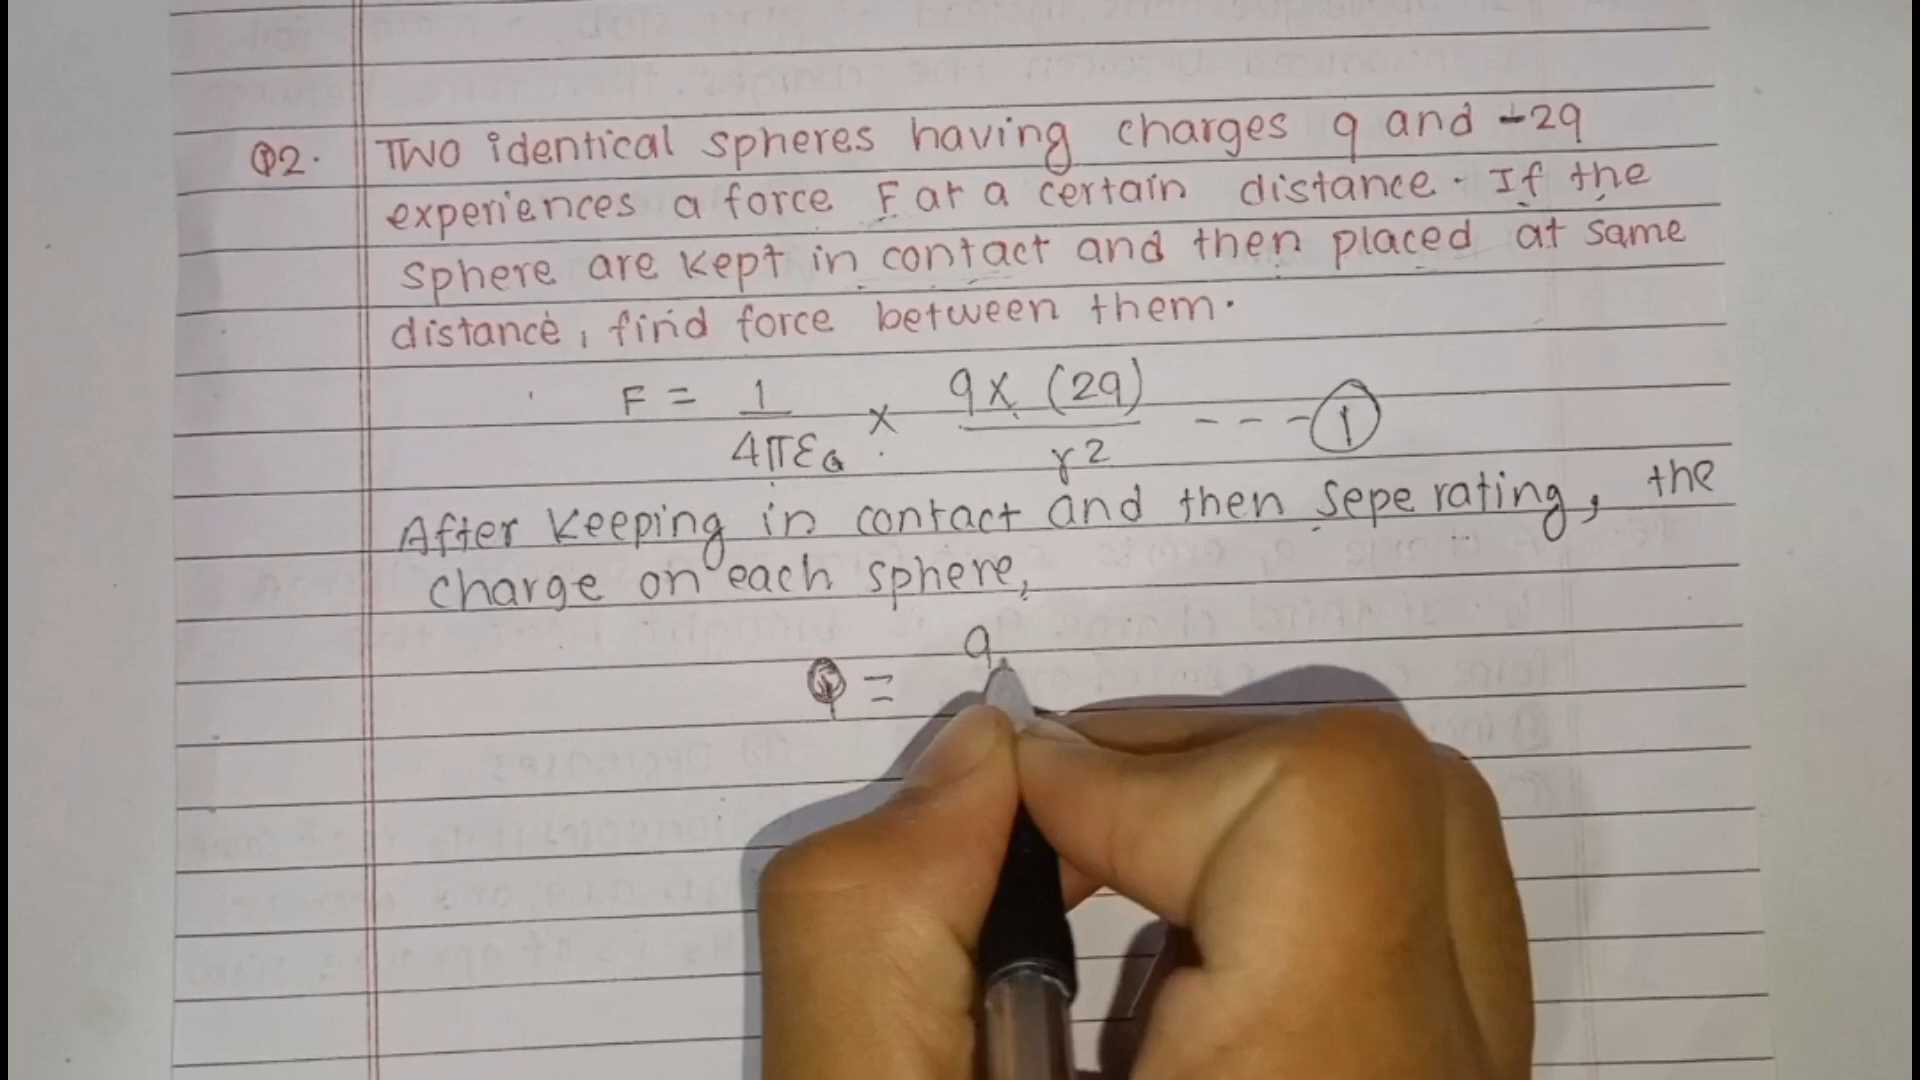 Q2. Two identical spheres having charges q and -2q
experiences a force F at a certain distance. If the
sphere are kept in contact and then placed at same
distance, find force between them.
F = 1/4πε₀ × q×(2q)/r² ---- ①
After keeping in contact and then seperating, the
charge on each sphere,
q = q